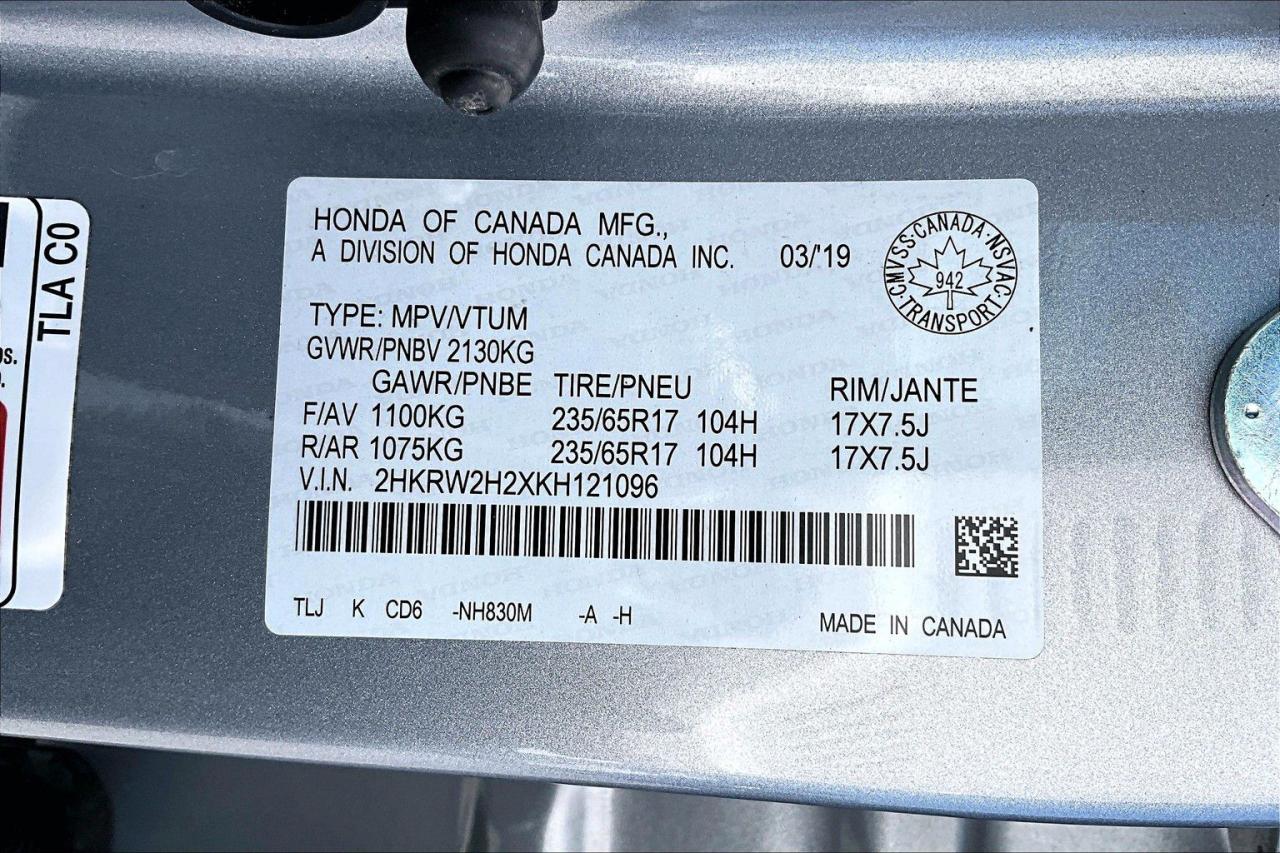 HONDA OF CANADA MFG.,
A DIVISION OF HONDA CANADA INC. 03/'19
CMVSS·CANADA·NSVAC·TRANSPORT·
942
TYPE: MPV/VTUM
GVWR/PNBV 2130KG
GAWR/PNBE TIRE/PNEU RIM/JANTE
F/AV 1100KG 235/65R17 104H 17X7.5J
R/AR 1075KG 235/65R17 104H 17X7.5J
V.I.N. 2HKRW2H2XKH121096
TLJ K CD6 -NH830M -A -H
MADE IN CANADA
TLA C0